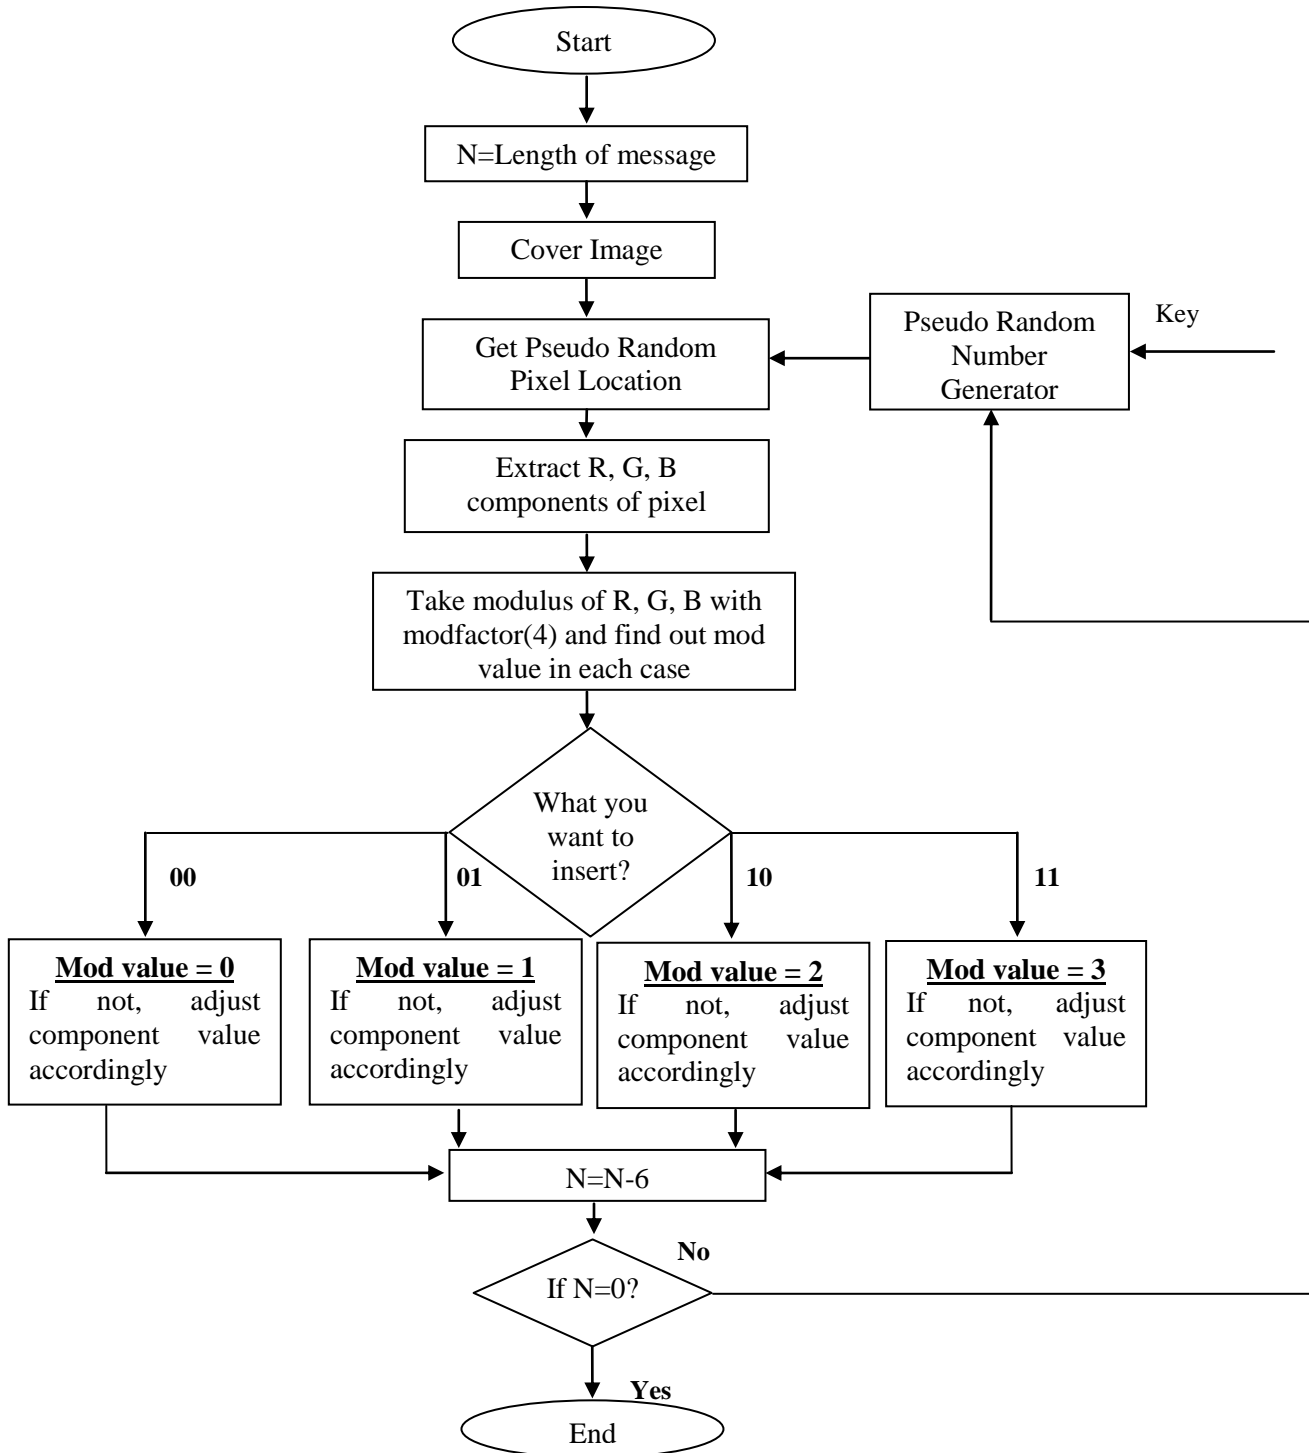 Start
N=Length of message
Cover Image
Get Pseudo Random
Pixel Location
Pseudo Random
Number
Generator
Key
Extract R, G, B
components of pixel
Take modulus of R, G, B with
modfactor(4) and find out mod
value in each case
What you
want to
insert?
00
01
10
11
Mod value = 0
If not, adjust
component value
accordingly
Mod value = 1
If not, adjust
component value
accordingly
Mod value = 2
If not, adjust
component value
accordingly
Mod value = 3
If not, adjust
component value
accordingly
N=N-6
If N=0?
No
Yes
End